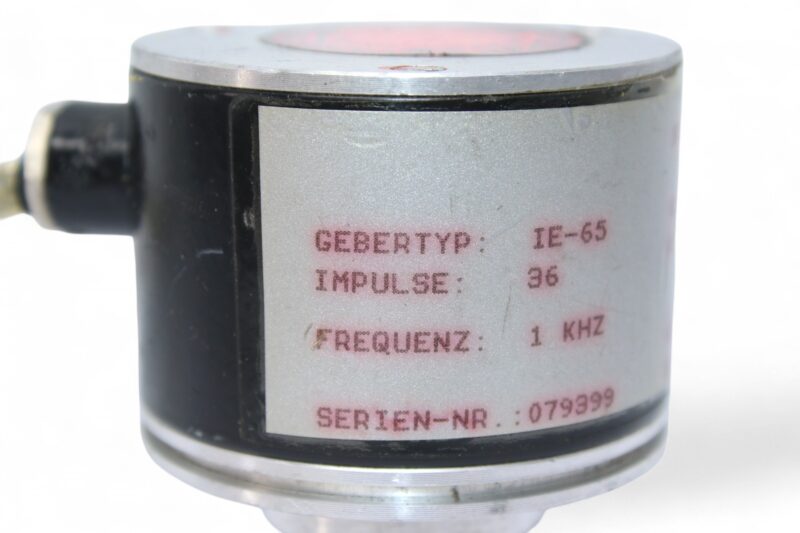 GEBERTYP: IE-65
IMPULSE: 36
FREQUENZ: 1 KHZ
SERIEN-NR.:079399